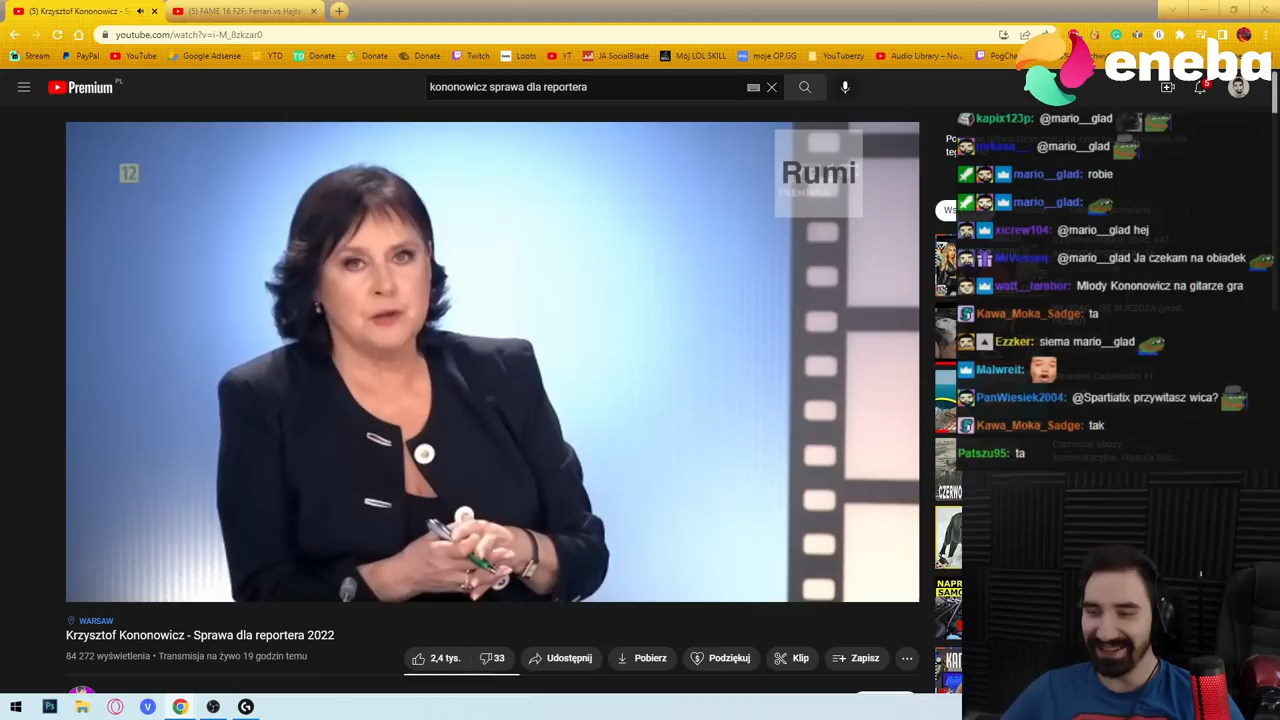 (5) Krzysztof Kononowicz -
(5) FAME 16 F2F: Ferrari vs Hejte
youtube.com/watch?v=i-M_8zkzar0
Stream PayPal YouTube Google Adsense YTD Donate Donate Donate Twitch Loots YT JA SocialBlade Mój LOL SKILL moje OP.GG YouTuberzy Audio Library – No... PogCha
eneba
Premium PL
kononowicz sprawa dla reportera
5
12
Rumi
kapix123p: @mario__glad
@mario__glad
mario__glad: robie
mario__glad:
xicrew104: @mario__glad hej
@mario__glad Ja czekam na obiadek
Młody Kononowicz na gitarze gra
Kawa_Moka_Sadge: ta
Ezzker: siema mario__glad
Malwreit:
PanWiesiek2004: @Spartiatix przywitasz wica?
Kawa_Moka_Sadge: tak
Patszu95: ta
WARSAW
Krzysztof Kononowicz - Sprawa dla reportera 2022
84 272 wyświetlenia • Transmisja na żywo 19 godzin temu
2,4 tys. 33 Udostępnij Pobierz Podziękuj Klip Zapisz